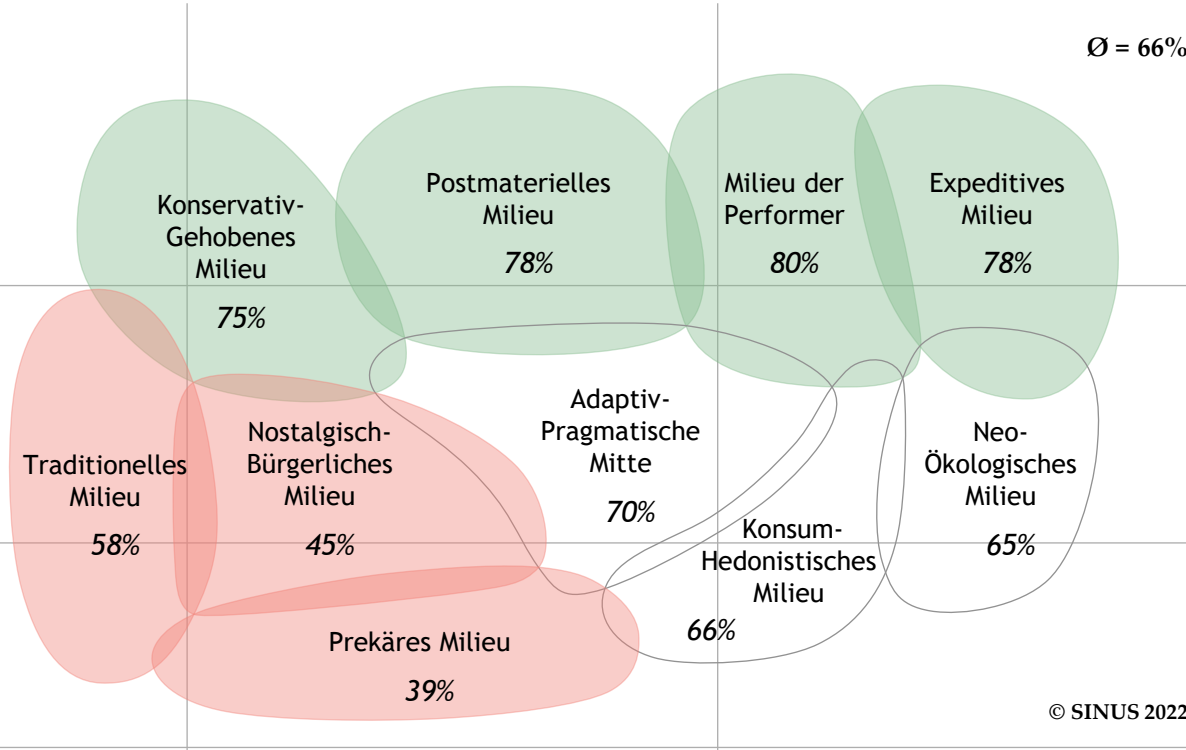 Ø = 66%
Konservativ-
Gehobenes
Milieu
75%
Postmaterielles
Milieu
78%
Milieu der
Performer
80%
Expeditives
Milieu
78%
Traditionelles
Milieu
58%
Nostalgisch-
Bürgerliches
Milieu
45%
Adaptiv-
Pragmatische
Mitte
70%
Neo-
Ökologisches
Milieu
65%
Konsum-
Hedonistisches
Milieu
66%
Prekäres Milieu
39%
© SINUS 2022